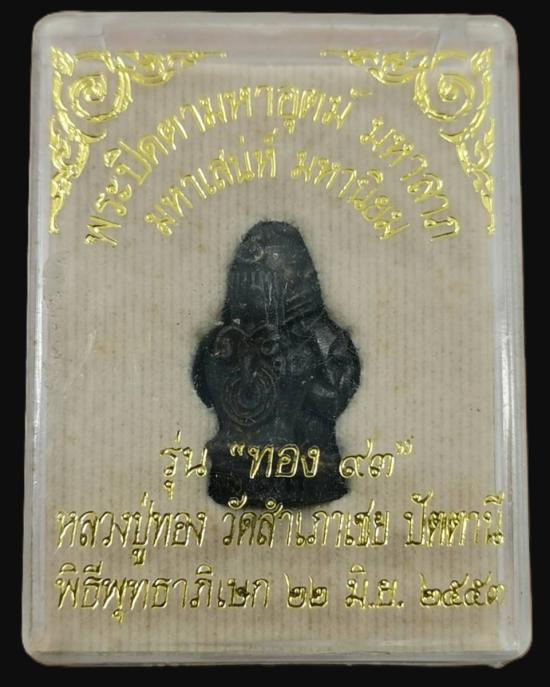 พระปิดตามหาอุตม์ มหาลาภ
มหาเสน่ห์ มหานิยม
รุ่น "ทอง ๙๓"
หลวงปู่ทอง วัดสำเภาเชย ปัตตานี
พิธีพุทธาภิเษก ๒๒ มิ.ย. ๒๕๕๓